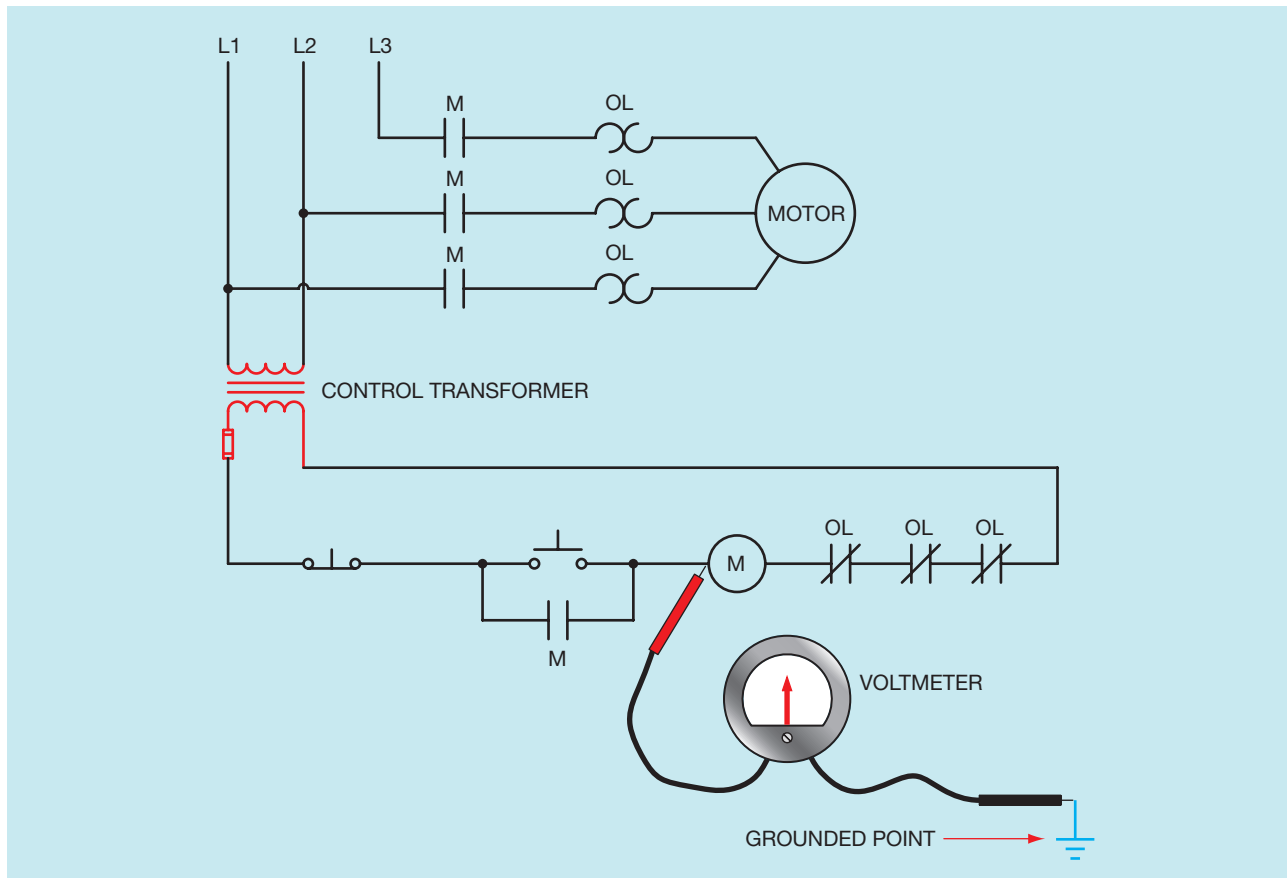 L1
L2
L3
M
OL
M
OL
MOTOR
M
OL
CONTROL TRANSFORMER
OL
OL
OL
M
M
VOLTMETER
GROUNDED POINT